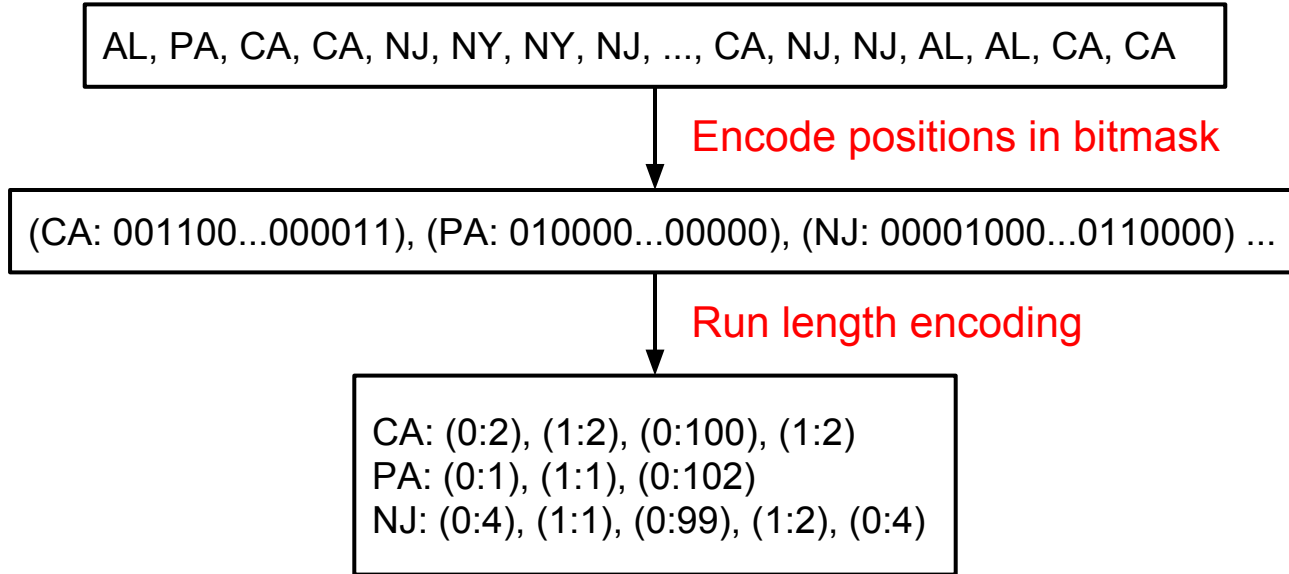 AL, PA, CA, CA, NJ, NY, NY, NJ, ..., CA, NJ, NJ, AL, AL, CA, CA
Encode positions in bitmask
(CA: 001100...000011), (PA: 010000...00000), (NJ: 00001000...0110000) ...
Run length encoding
CA: (0:2), (1:2), (0:100), (1:2)
PA: (0:1), (1:1), (0:102)
NJ: (0:4), (1:1), (0:99), (1:2), (0:4)